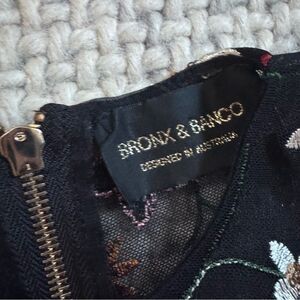 BRONX & BANCO
DESIGNED IN AUSTRALIA